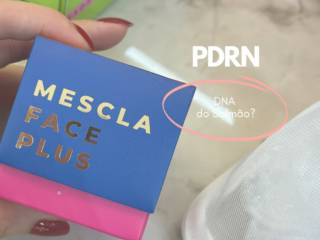 PDRN
DNA
do salmão?
MESCLA
FACE
PLUS